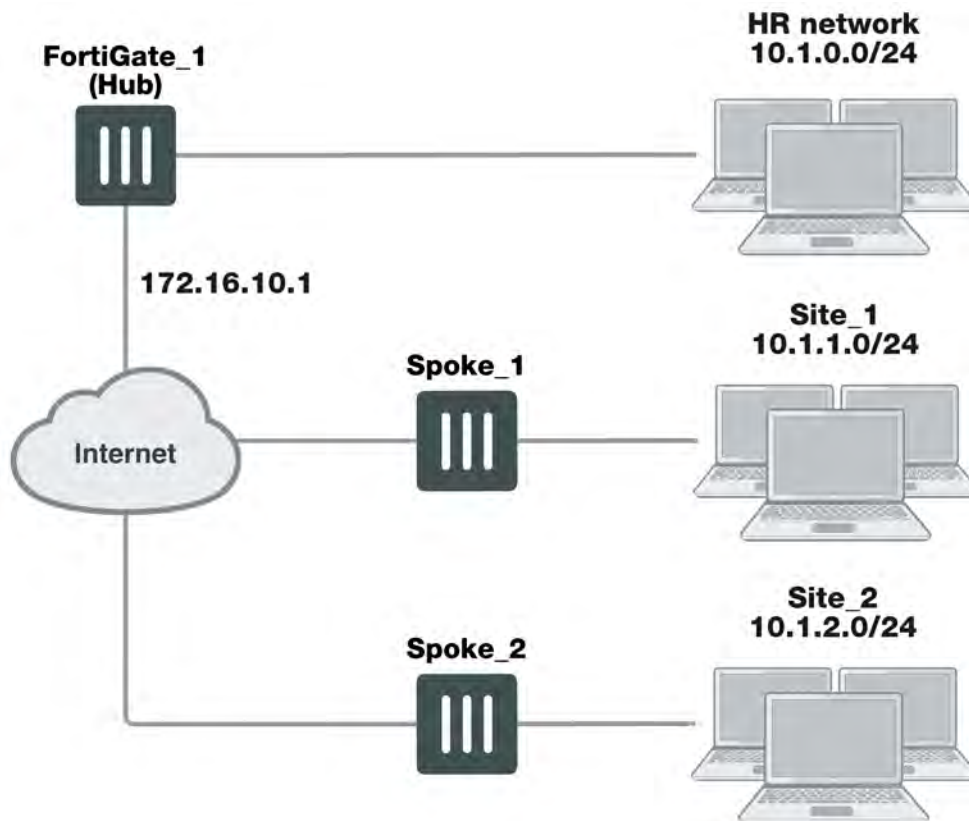 HR network
10.1.0.0/24
FortiGate_1
(Hub)
172.16.10.1
Site_1
10.1.1.0/24
Spoke_1
Internet
Site_2
10.1.2.0/24
Spoke_2